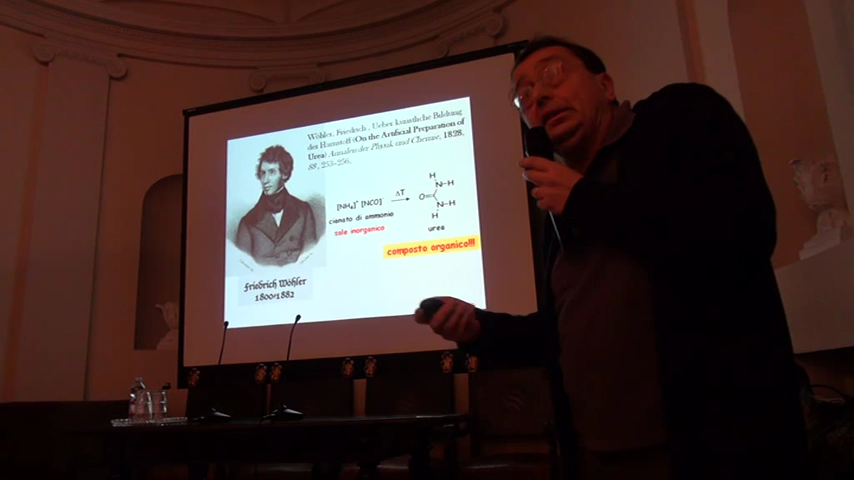 Wöhler, Friedrich. Ueber künstliche Bildung
des Harnstoff (On the Artificial Preparation of
Urea) Annalen der Physik und Chemie, 1828.
88, 253-256.
[NH₄]⁺ [NCO]⁻ ΔT
cianato di ammonio
sale inorganico
H
N-H
O=C
N-H
H
urea
composto organico!!!
Friedrich Wöhler
1800-1882